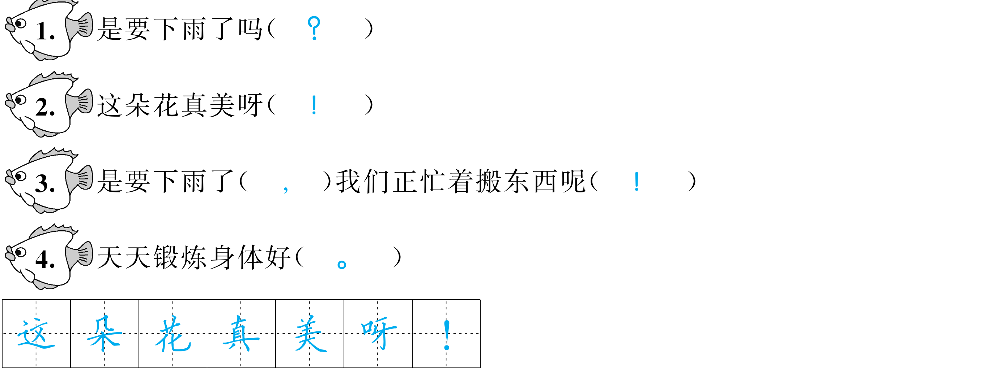 1. 是要下雨了吗( ? )
2. 这朵花真美呀( ! )
3. 是要下雨了( , )我们正忙着搬东西呢( ! )
4. 天天锻炼身体好( 。 )
这朵花真美呀!